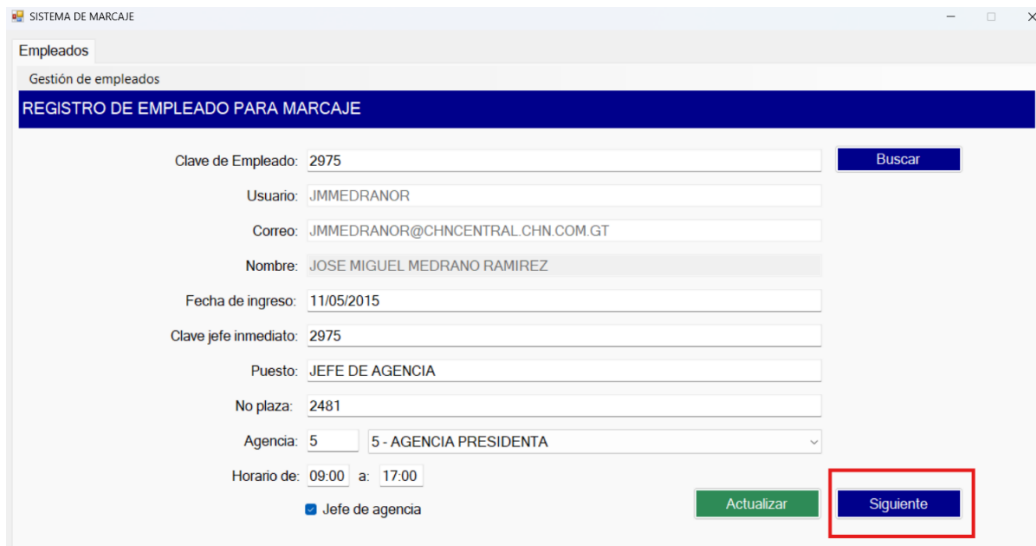 SISTEMA DE MARCAJE
Empleados
Gestión de empleados
REGISTRO DE EMPLEADO PARA MARCAJE
Clave de Empleado: 2975 Buscar
Usuario: JMMEDRANOR
Correo: JMMEDRANOR@CHNCENTRAL.CHN.COM.GT
Nombre: JOSE MIGUEL MEDRANO RAMIREZ
Fecha de ingreso: 11/05/2015
Clave jefe inmediato: 2975
Puesto: JEFE DE AGENCIA
No plaza: 2481
Agencia: 5 5 - AGENCIA PRESIDENTA
Horario de: 09:00 a: 17:00
Jefe de agencia Actualizar Siguiente